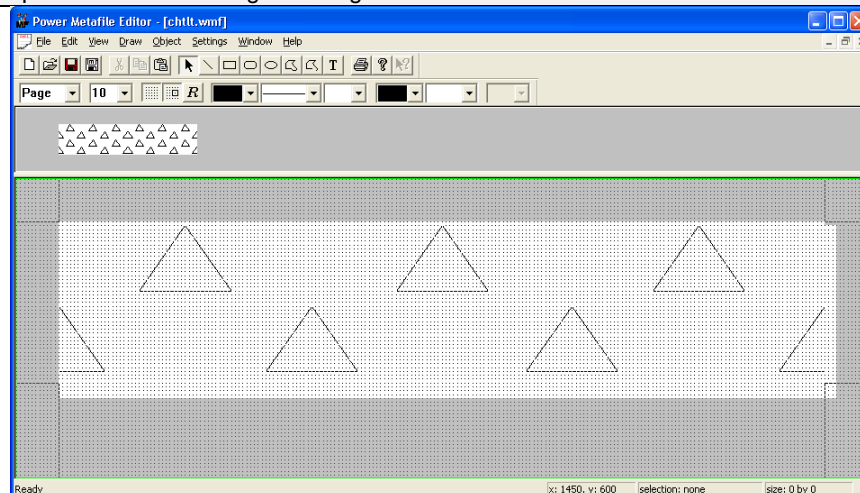 Power Metafile Editor - [chtlt.wmf]
File Edit View Draw Object Settings Window Help
T R
Page 10 R
Ready x: 1450, y: 600 selection: none size: 0 by 0